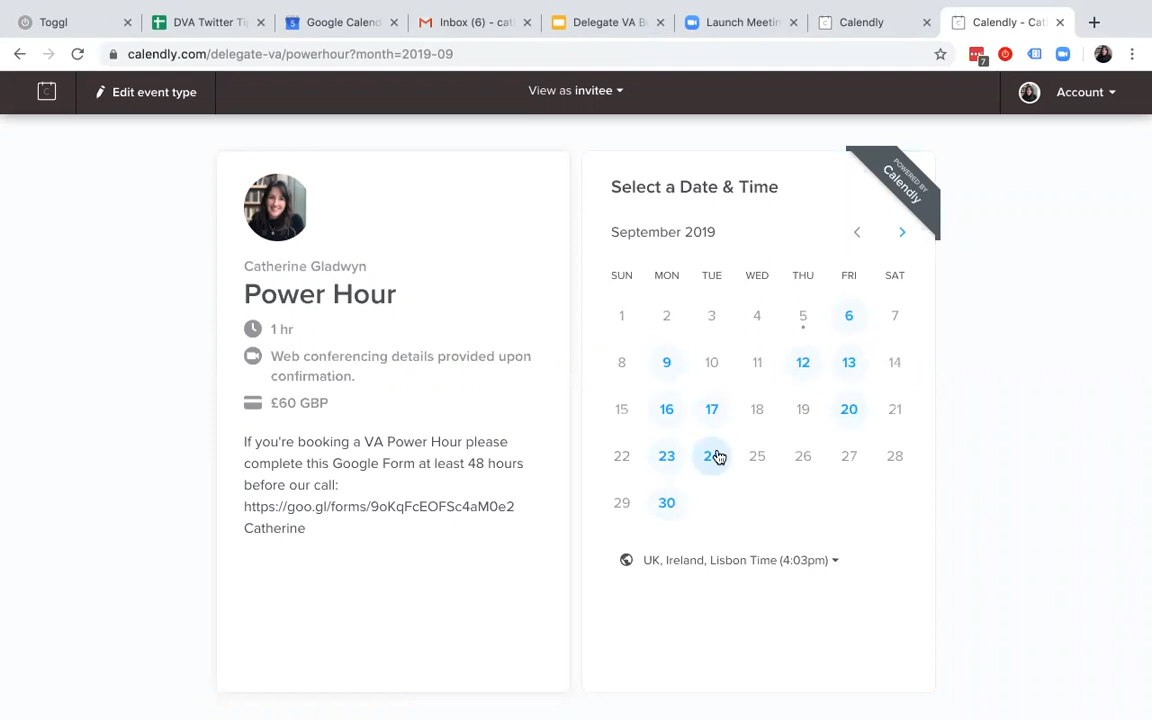 Toggl
DVA Twitter Ti
Google Calend
Inbox (6) - cat
Delegate VA B
Launch Meetin
Calendly
Calendly - Cat
calendly.com/delegate-va/powerhour?month=2019-09
7
Edit event type
View as invitee
Account
Catherine Gladwyn
Power Hour
1 hr
Web conferencing details provided upon
confirmation.
£60 GBP
If you're booking a VA Power Hour please
complete this Google Form at least 48 hours
before our call:
https://goo.gl/forms/9oKqFcEOFSc4aM0e2
Catherine
POWERED BY
Calendly
Select a Date & Time
September 2019
SUN MON TUE WED THU FRI SAT
1 2 3 4 5 6 7
8 9 10 11 12 13 14
15 16 17 18 19 20 21
22 23 25 26 27 28
29 30
UK, Ireland, Lisbon Time (4:03pm)